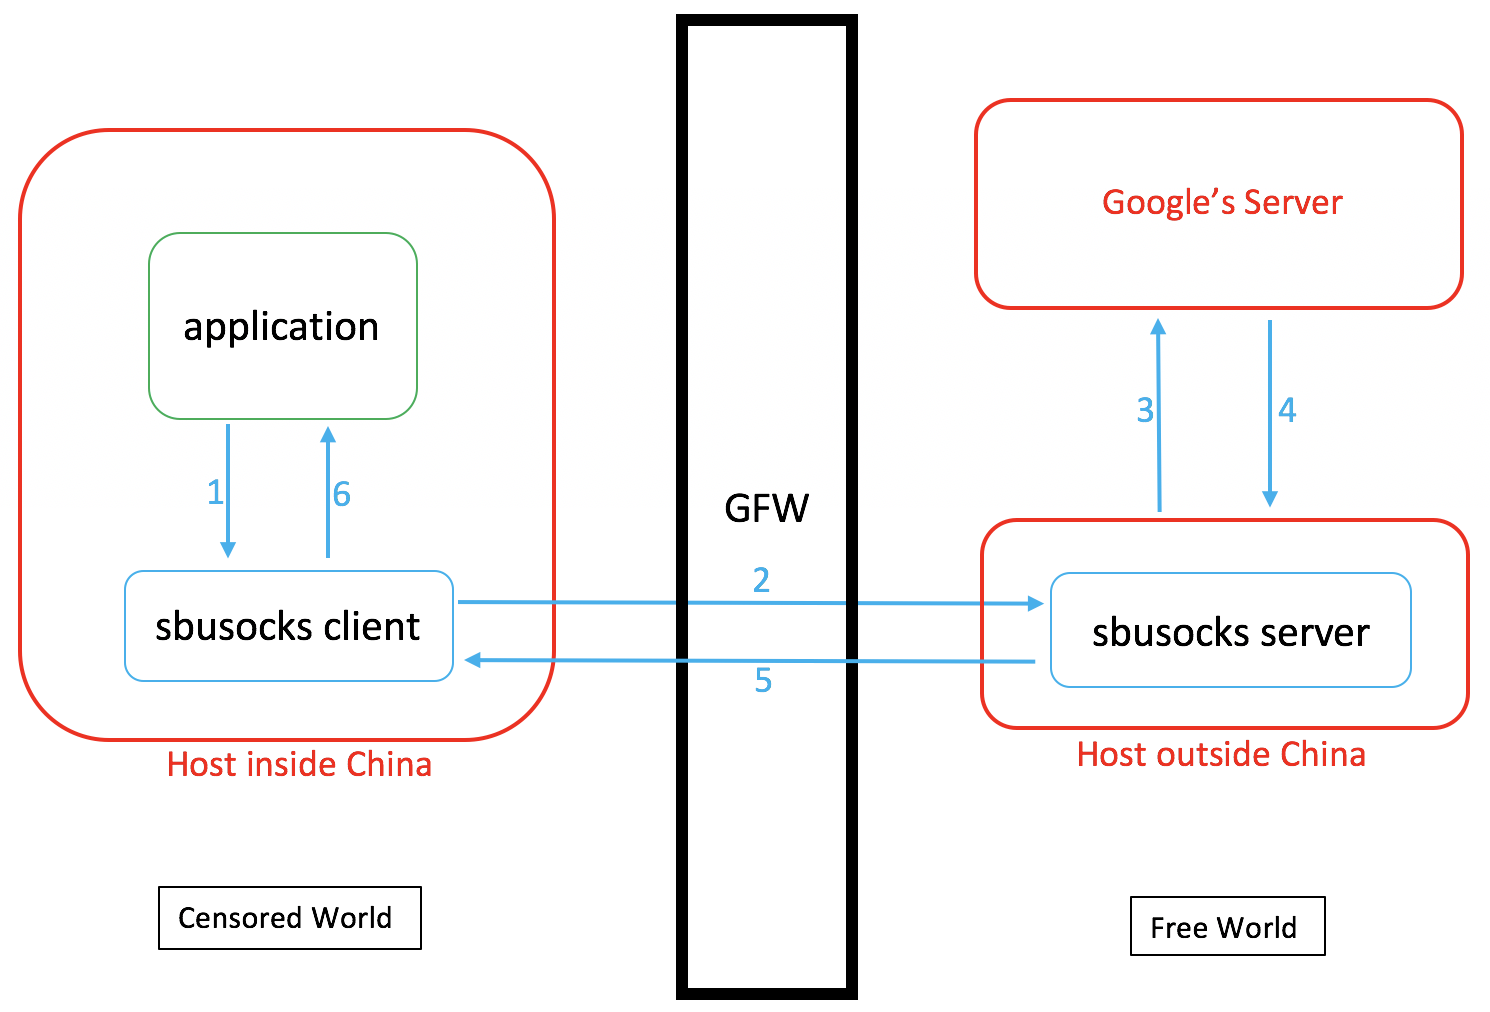 Google’s Server
application
3
4
1
6
GFW
2
sbusocks client
sbusocks server
5
Host inside China
Host outside China
Censored World
Free World